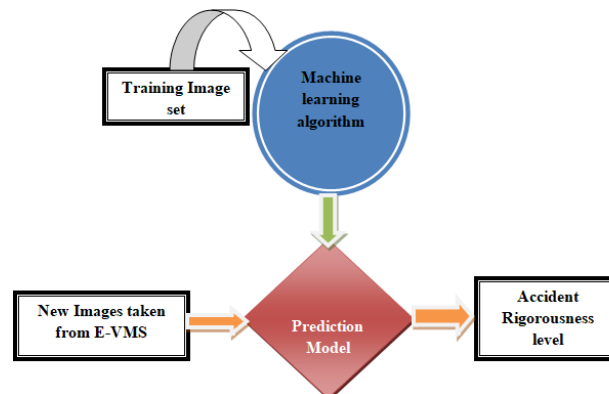 Training Image
set
Machine
learning
algorithm
New Images taken
from E-VMS
Prediction
Model
Accident
Rigorousness
level